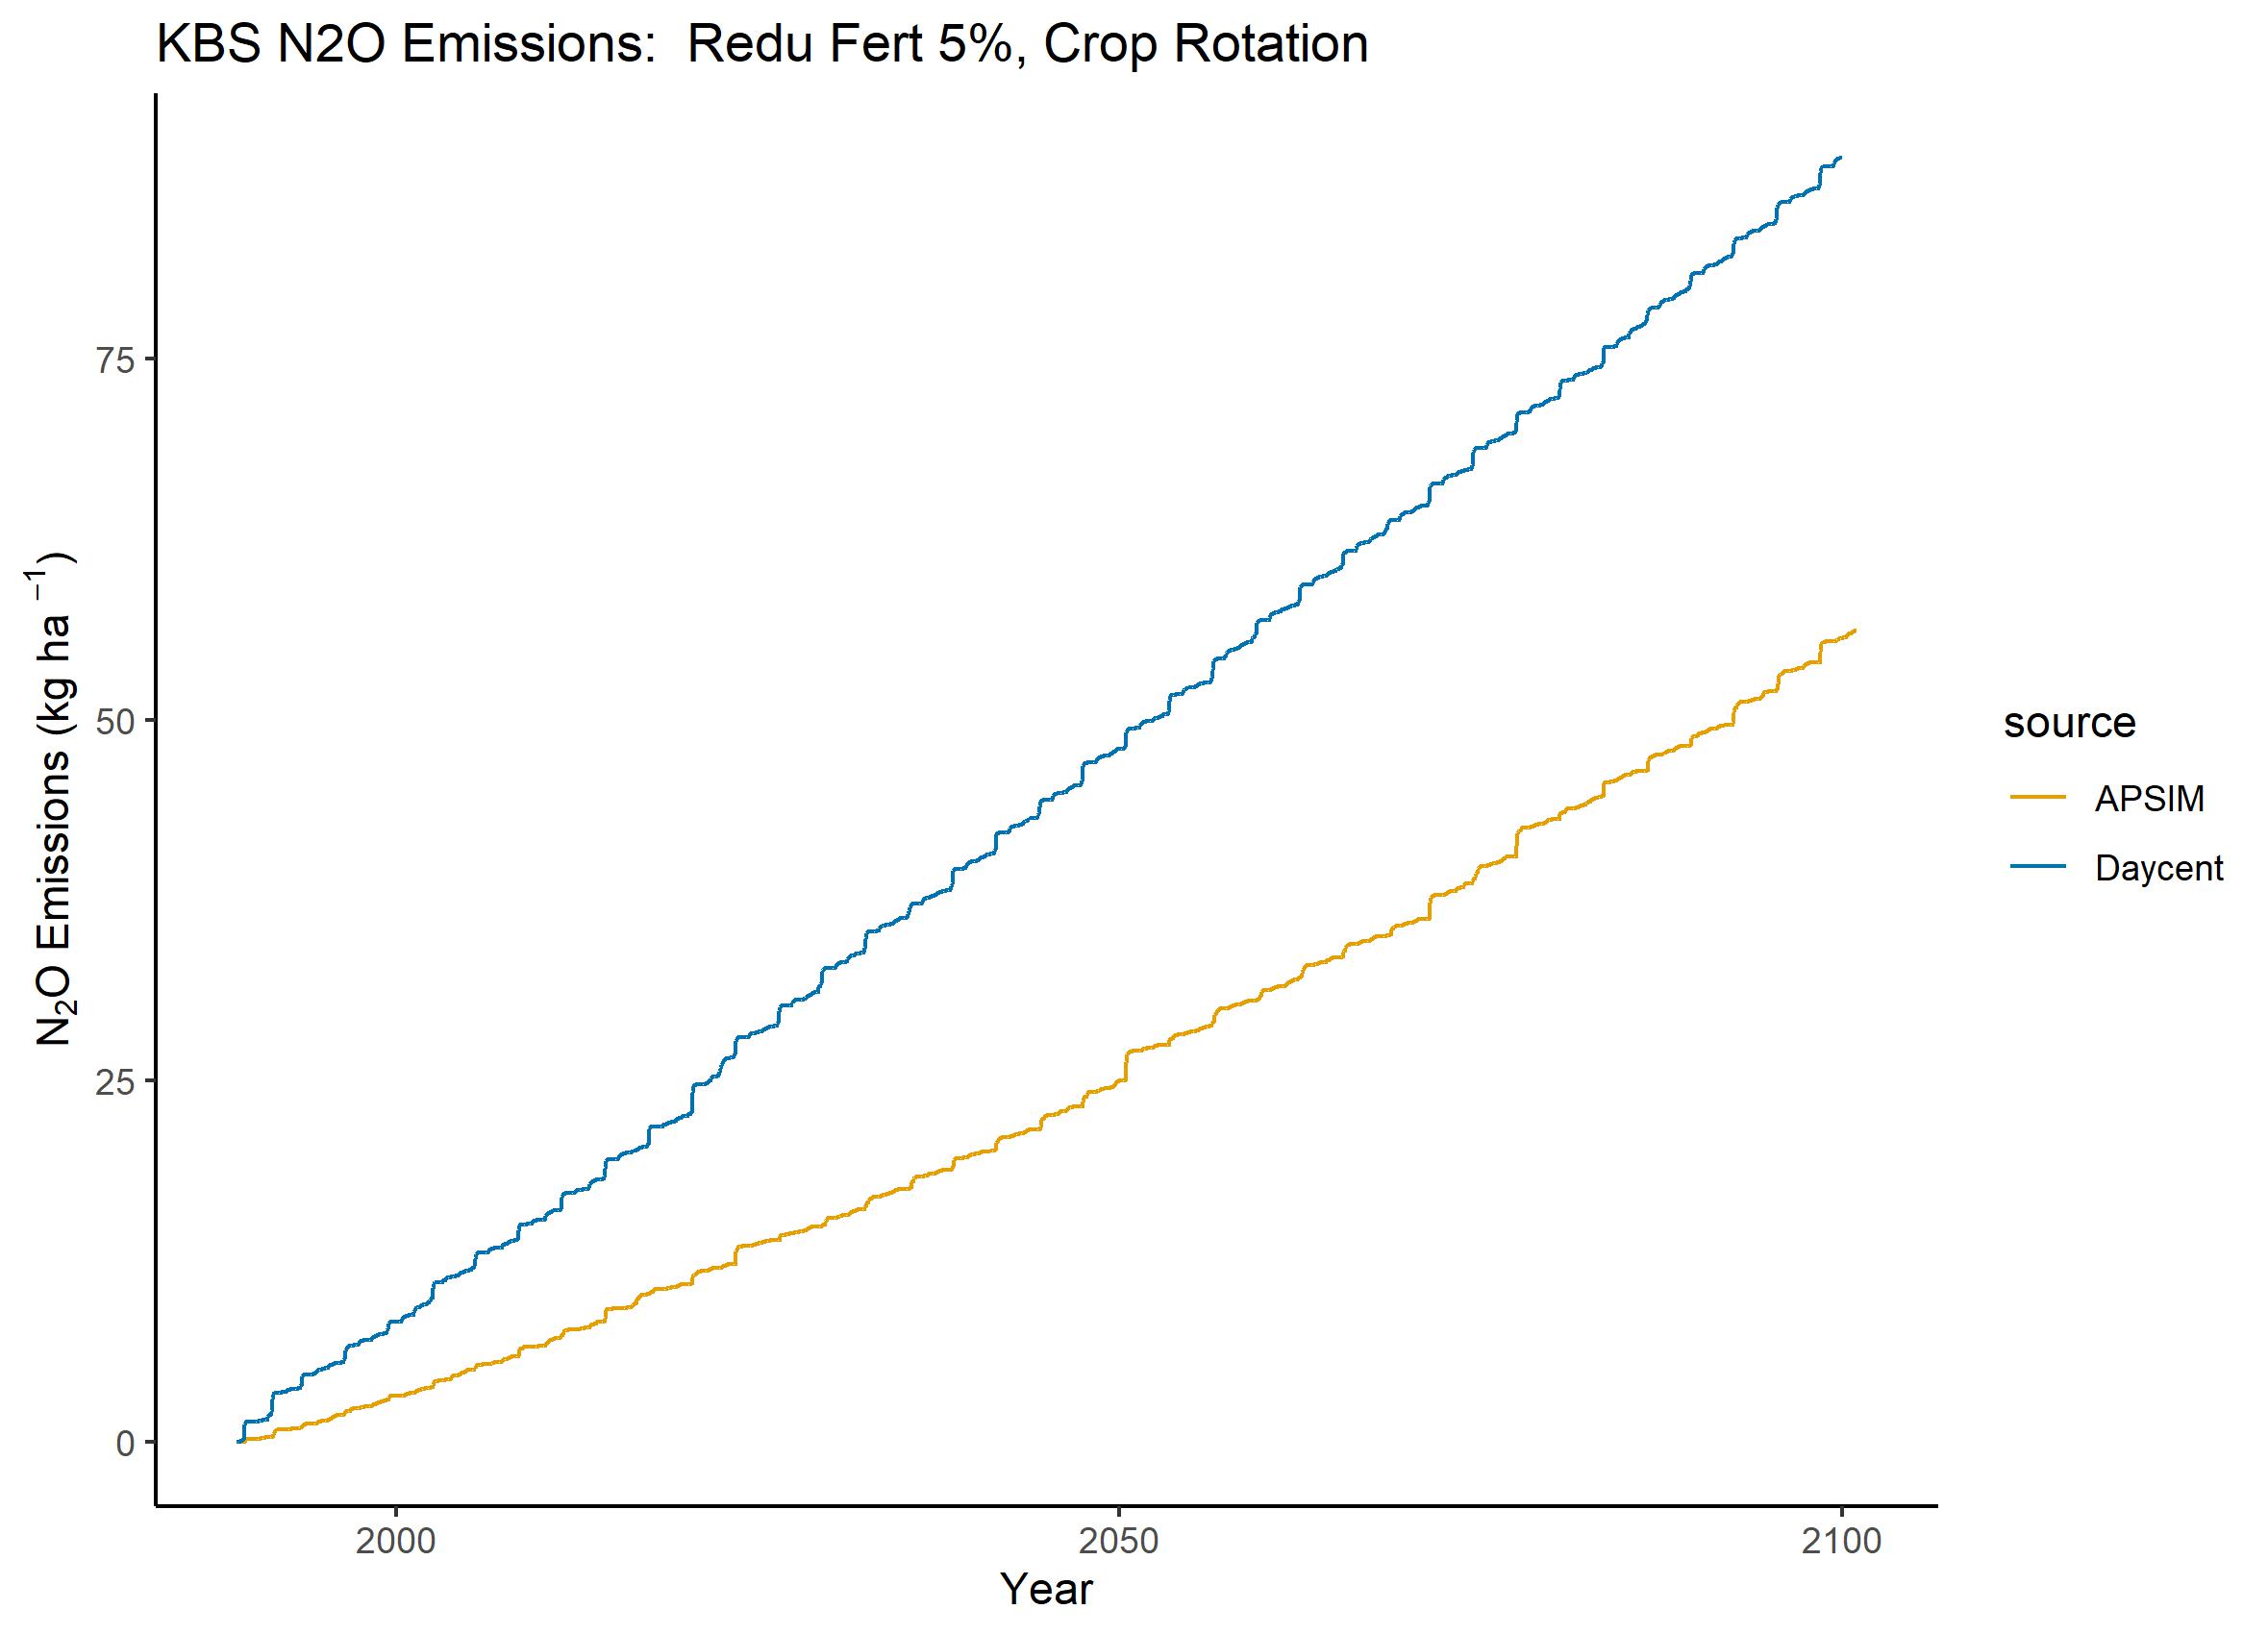 KBS N2O Emissions:  Redu Fert 5%, Crop Rotation
N₂O Emissions (kg ha ⁻¹)
75
50
25
0
2000 2050 2100
Year
source
APSIM
Daycent